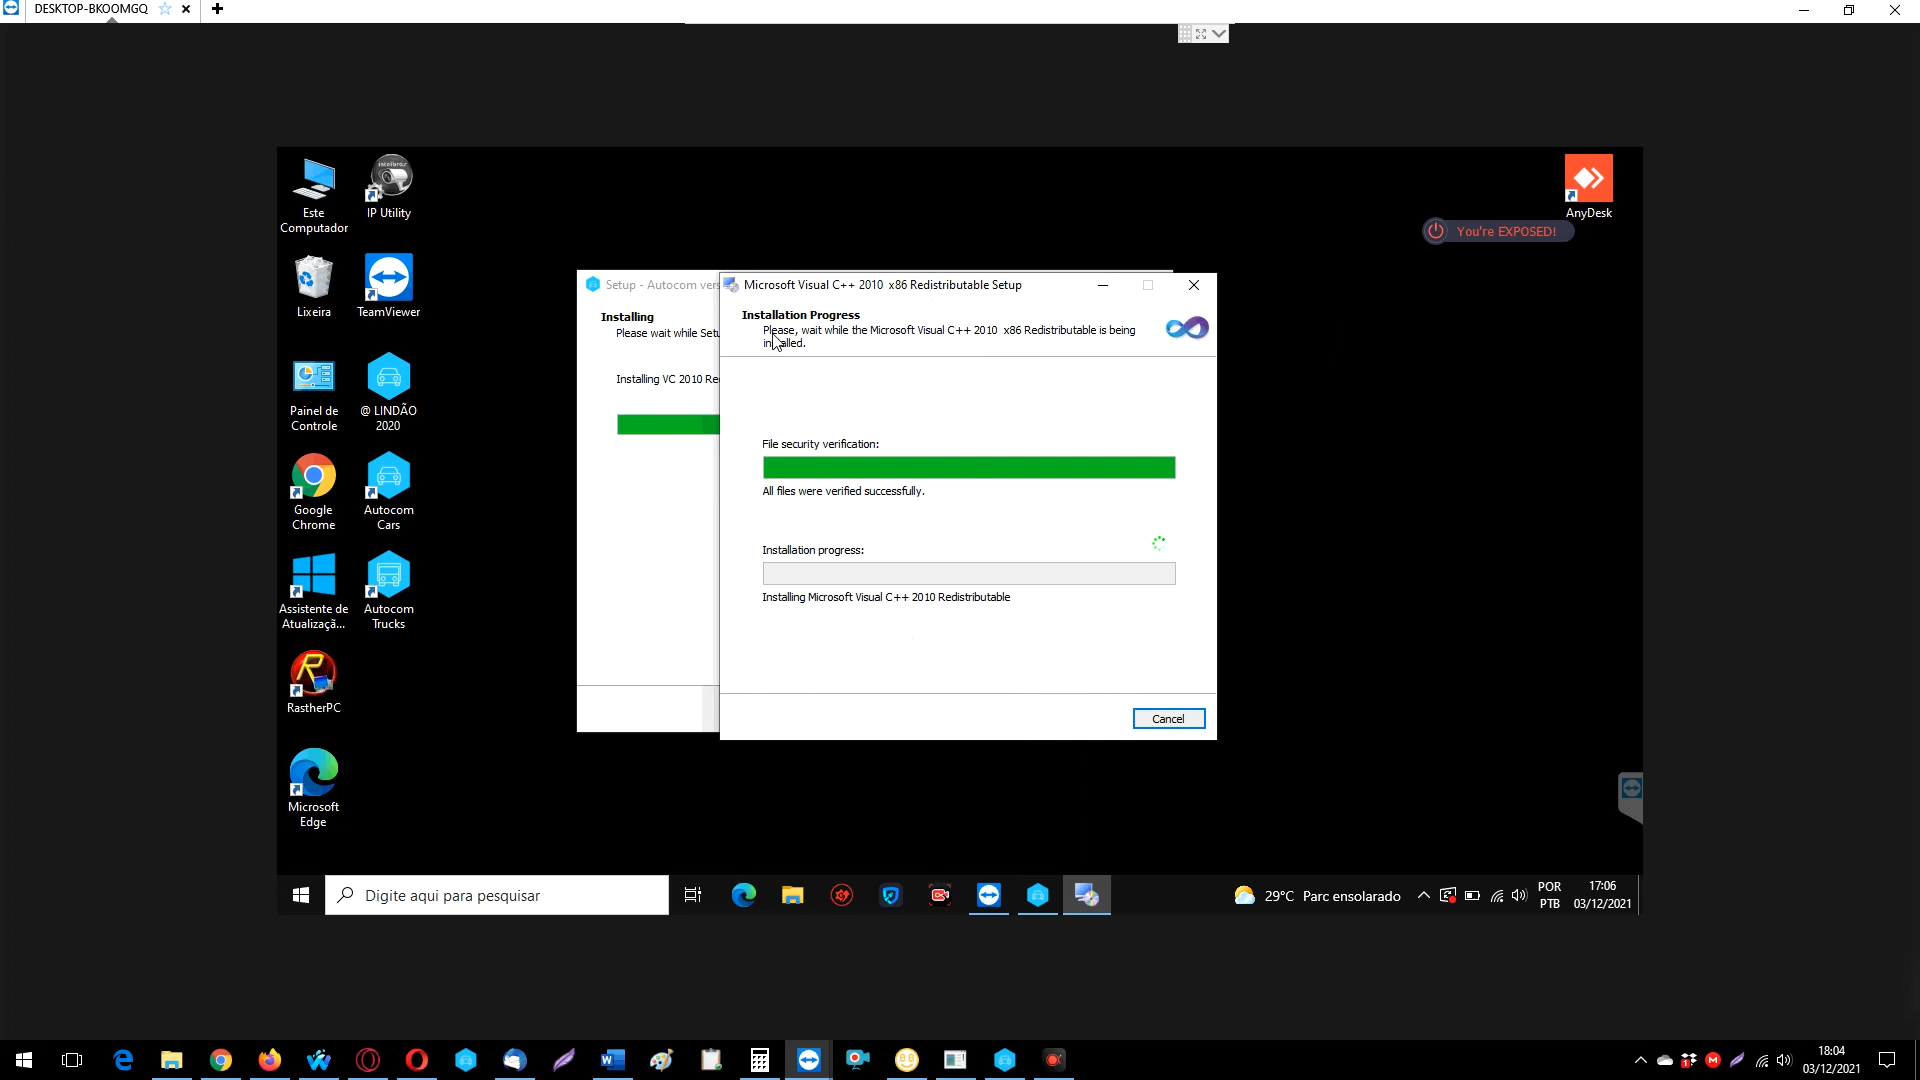 DESKTOP-BKOOMGQ
Este
Computador
IP Utility
AnyDesk
You're EXPOSED!
Lixeira
TeamViewer
Setup - Autocom vers
Microsoft Visual C++ 2010 x86 Redistributable Setup
Installing
Please wait while Setu
Installation Progress
Please, wait while the Microsoft Visual C++ 2010 x86 Redistributable is being
installed.
Installing VC 2010 Re
Painel de
Controle
@ LINDÃO
2020
File security verification:
All files were verified successfully.
Google
Chrome
Autocom
Cars
Installation progress:
Installing Microsoft Visual C++ 2010 Redistributable
Assistente de
Atualizaçã...
Autocom
Trucks
RastherPC
Cancel
Microsoft
Edge
Digite aqui para pesquisar
29°C Parc ensolarado
POR
PTB
17:06
03/12/2021
18:04
03/12/2021